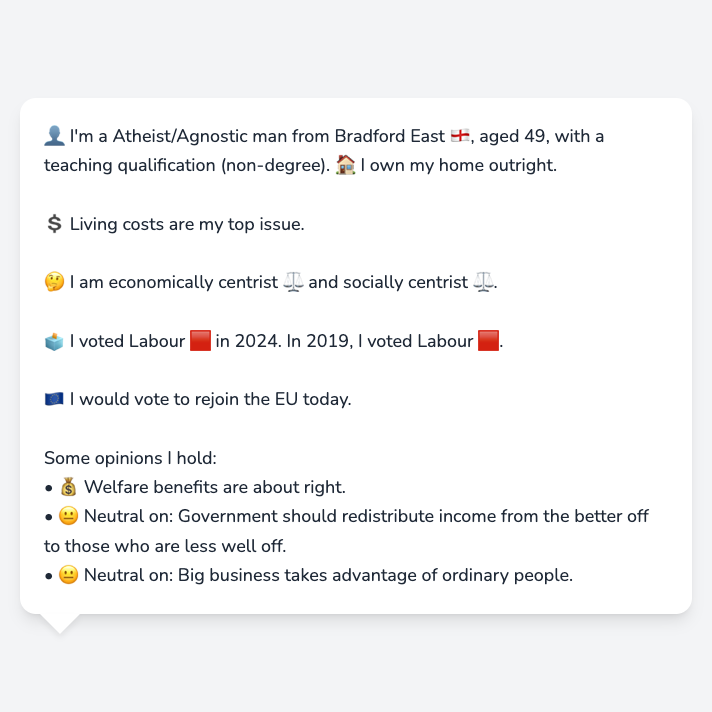 👤 I'm a Atheist/Agnostic man from Bradford East 🏴󠁧󠁢󠁥󠁮󠁧󠁿, aged 49, with a
teaching qualification (non-degree). 🏠 I own my home outright.
💲 Living costs are my top issue.
🤔 I am economically centrist ⚖️ and socially centrist ⚖️.
🗳️ I voted Labour 🟥 in 2024. In 2019, I voted Labour 🟥.
🇪🇺 I would vote to rejoin the EU today.
Some opinions I hold:
• 💰 Welfare benefits are about right.
• 😐 Neutral on: Government should redistribute income from the better off
to those who are less well off.
• 😐 Neutral on: Big business takes advantage of ordinary people.